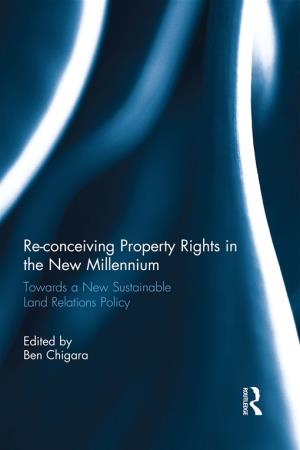 Re-conceiving Property Rights in
the New Millennium
Towards a New Sustainable
Land Relations Policy
Edited by
Ben Chigara
ROUTLEDGE